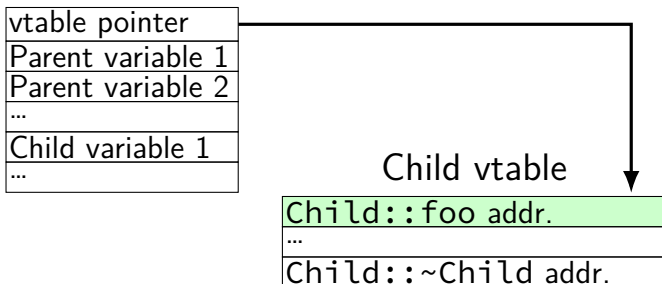 vtable pointer
Parent variable 1
Parent variable 2
...
Child variable 1
...
Child vtable
Child::foo addr.
...
Child::~Child addr.